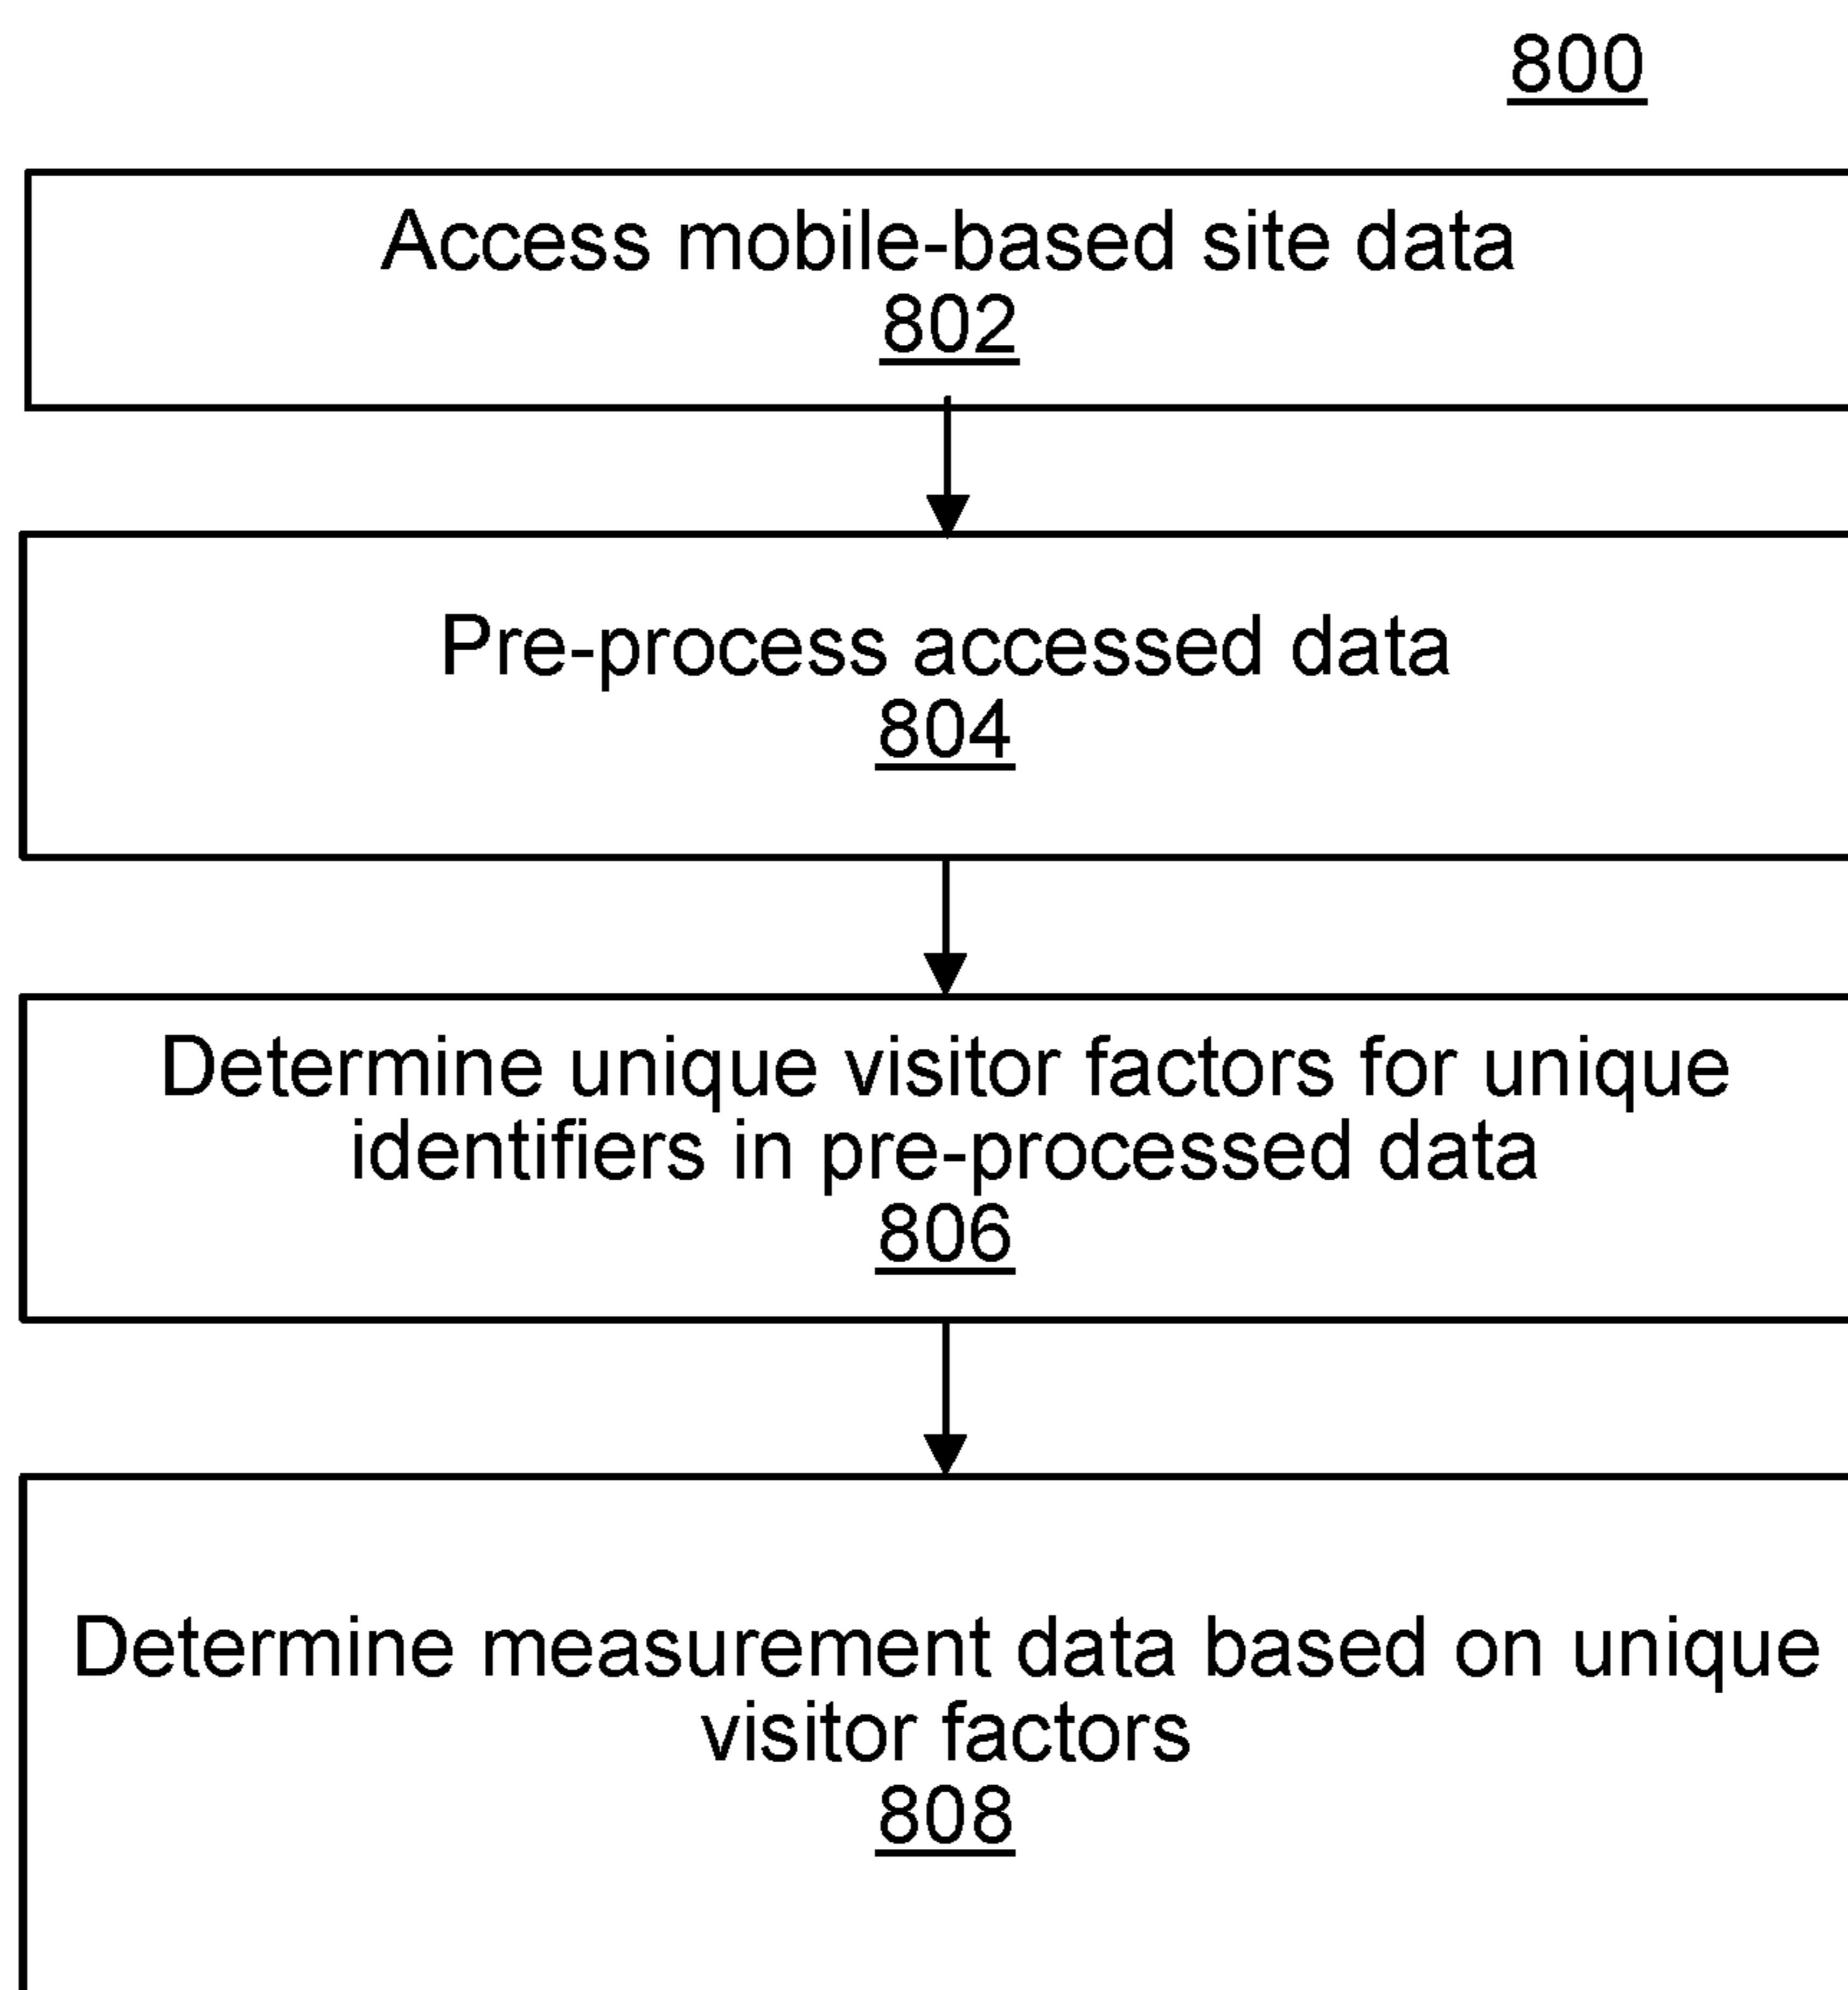 800
Access mobile-based site data
802
Pre-process accessed data
804
Determine unique visitor factors for unique
identifiers in pre-processed data
806
Determine measurement data based on unique
visitor factors
808